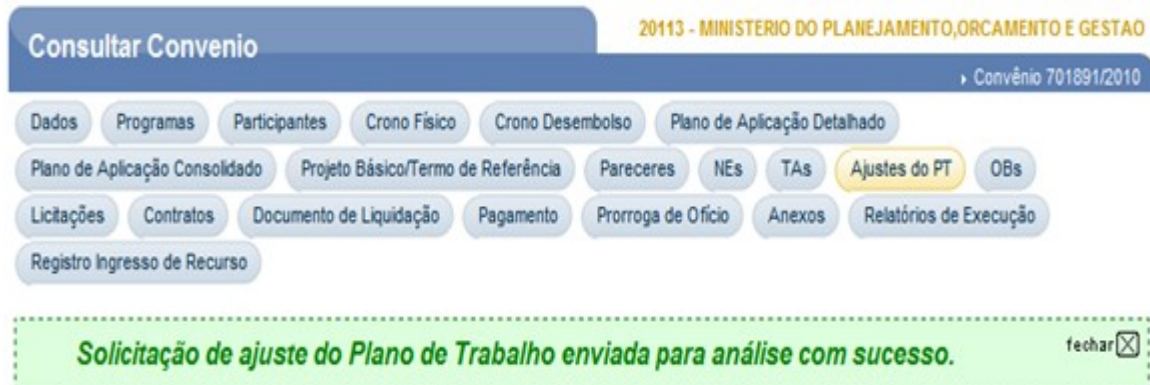 Consultar Convenio
20113 - MINISTERIO DO PLANEJAMENTO,ORCAMENTO E GESTAO
Convênio 701891/2010
Dados Programas Participantes Crono Físico Crono Desembolso Plano de Aplicação Detalhado
Plano de Aplicação Consolidado Projeto Básico/Termo de Referência Pareceres NEs TAs Ajustes do PT OBs
Licitações Contratos Documento de Liquidação Pagamento Prorroga de Ofício Anexos Relatórios de Execução
Registro Ingresso de Recurso
Solicitação de ajuste do Plano de Trabalho enviada para análise com sucesso.
fechar